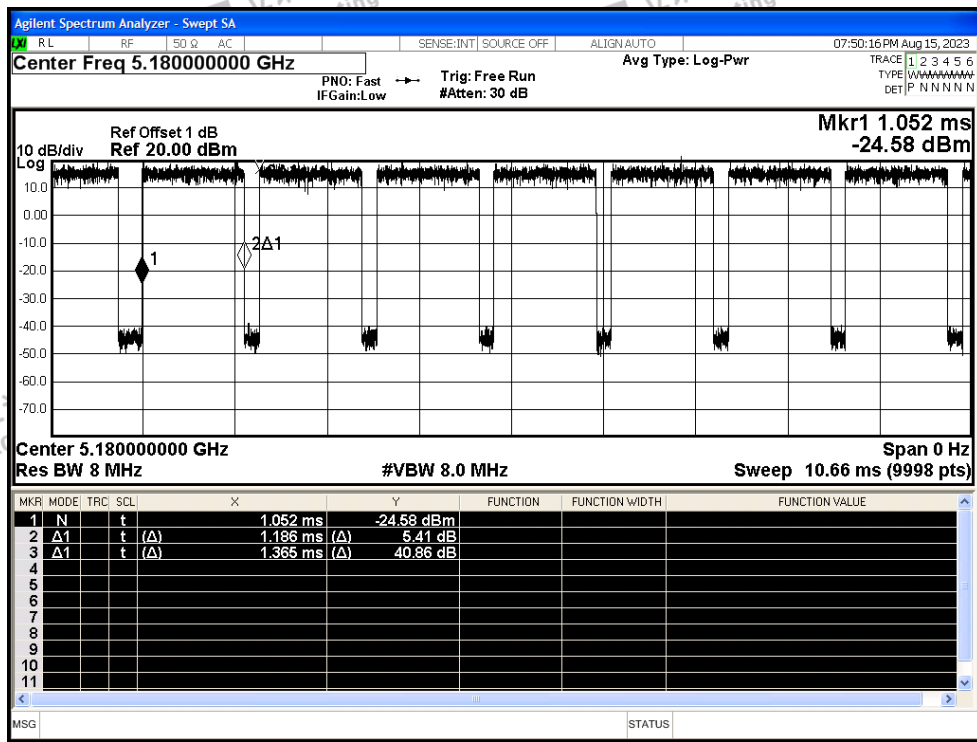 Agilent Spectrum Analyzer - Swept SA
LXI RL RF 50 Ω AC SENSE:INT SOURCE OFF ALIGN AUTO 07:50:16 PM Aug 15, 2023
Center Freq 5.180000000 GHz Avg Type: Log-Pwr TRACE 1 2 3 4 5 6
PNO: Fast Trig: Free Run TYPE WWWWWW
IFGain:Low #Atten: 30 dB DET P N N N N N
Mkr1 1.052 ms
Ref Offset 1 dB
10 dB/div Ref 20.00 dBm -24.58 dBm
Log
10.0
0.00
-10.0
2Δ1
1
-20.0
-30.0
-40.0
-50.0
-60.0
-70.0
Center 5.180000000 GHz Span 0 Hz
Res BW 8 MHz #VBW 8.0 MHz Sweep 10.66 ms (9998 pts)
MKR MODE TRC SCL X Y FUNCTION FUNCTION WIDTH FUNCTION VALUE
1 N t 1.052 ms -24.58 dBm
2 Δ1 t (Δ) 1.186 ms (Δ) 5.41 dB
3 Δ1 t (Δ) 1.365 ms (Δ) 40.86 dB
4
5
6
7
8
9
10
11
MSG STATUS